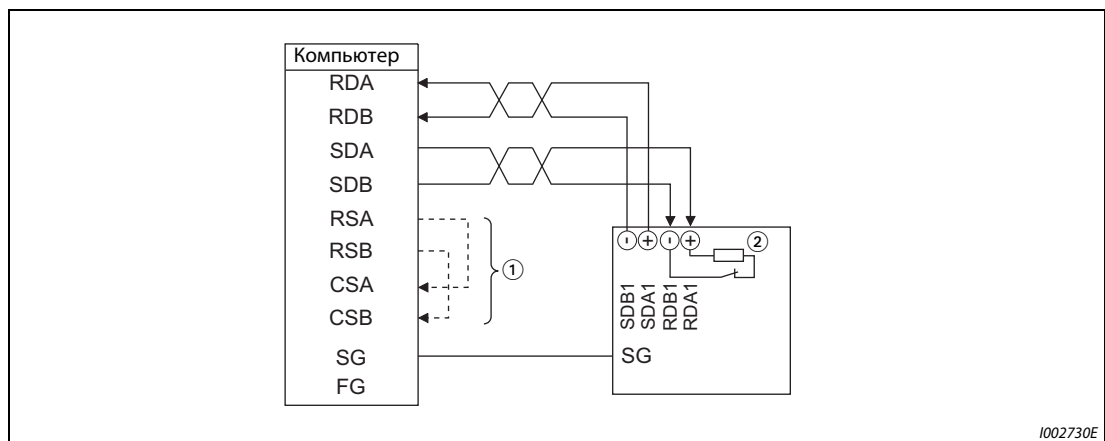 Компьютер
RDA
RDB
SDA
SDB
RSA
RSB
CSA
CSB
SG
FG
①
- + - +
②
SDB1
SDA1
RDB1
RDA1
SG
I002730E